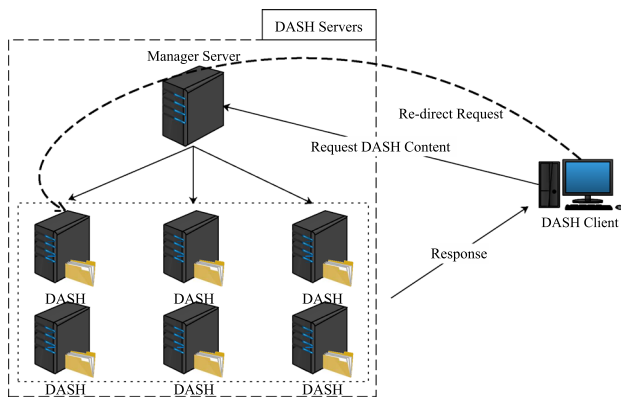 DASH Servers
Manager Server
Re-direct Request
Request DASH Content
DASH Client
Response
DASH
DASH
DASH
DASH
DASH
DASH